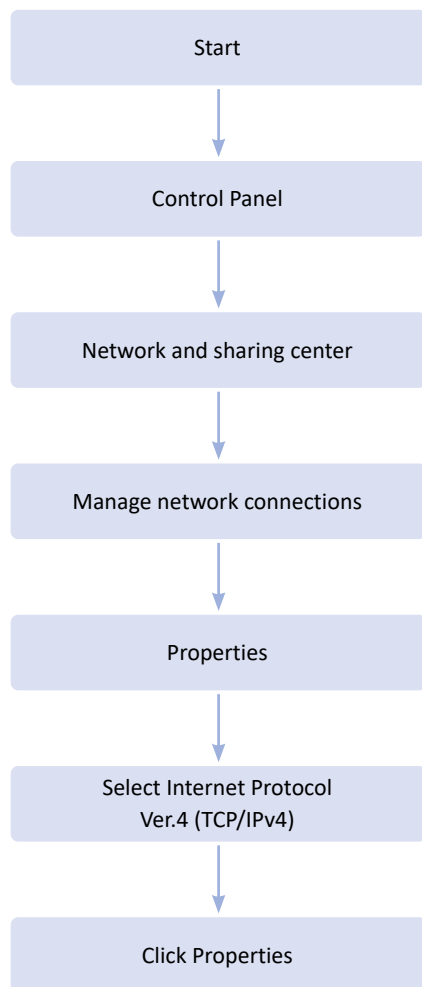 Start
Control Panel
Network and sharing center
Manage network connections
Properties
Select Internet Protocol
Ver.4 (TCP/IPv4)
Click Properties